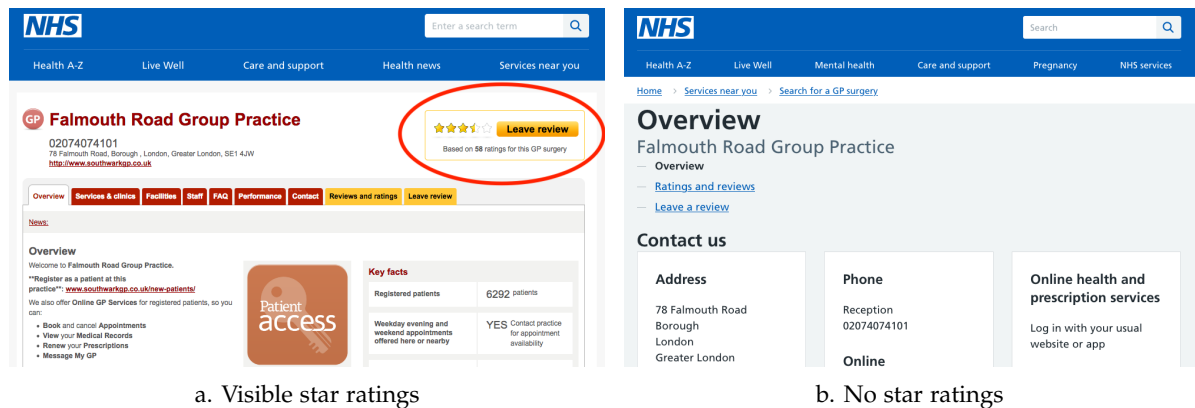 NHS
Enter a search term
Health A-Z Live Well Care and support Health news Services near you
GP Falmouth Road Group Practice
02074074101
78 Falmouth Road, Borough , London, Greater London, SE1 4JW
http://www.southwarkgp.co.uk
Leave review
Based on 58 ratings for this GP surgery
Overview Services & clinics Facilities Staff FAQ Performance Contact Reviews and ratings Leave review
News:
Overview
Welcome to Falmouth Road Group Practice.
**Register as a patient at this
practice**: www.southwarkgp.co.uk/new-patients/
We also offer Online GP Services for registered patients, so you
can:
• Book and cancel Appointments
• View your Medical Records
• Renew your Prescriptions
• Message My GP
Patient
access
Key facts
Registered patients 6292 patients
Weekday evening and
weekend appointments
offered here or nearby
YES Contact practice
for appointment
availability
a. Visible star ratings
NHS
Search
Health A-Z Live Well Mental health Care and support Pregnancy NHS services
Home > Services near you > Search for a GP surgery
Overview
Falmouth Road Group Practice
— Overview
— Ratings and reviews
— Leave a review
Contact us
Address
78 Falmouth Road
Borough
London
Greater London
Phone
Reception
02074074101
Online
Online health and
prescription services
Log in with your usual
website or app
b. No star ratings